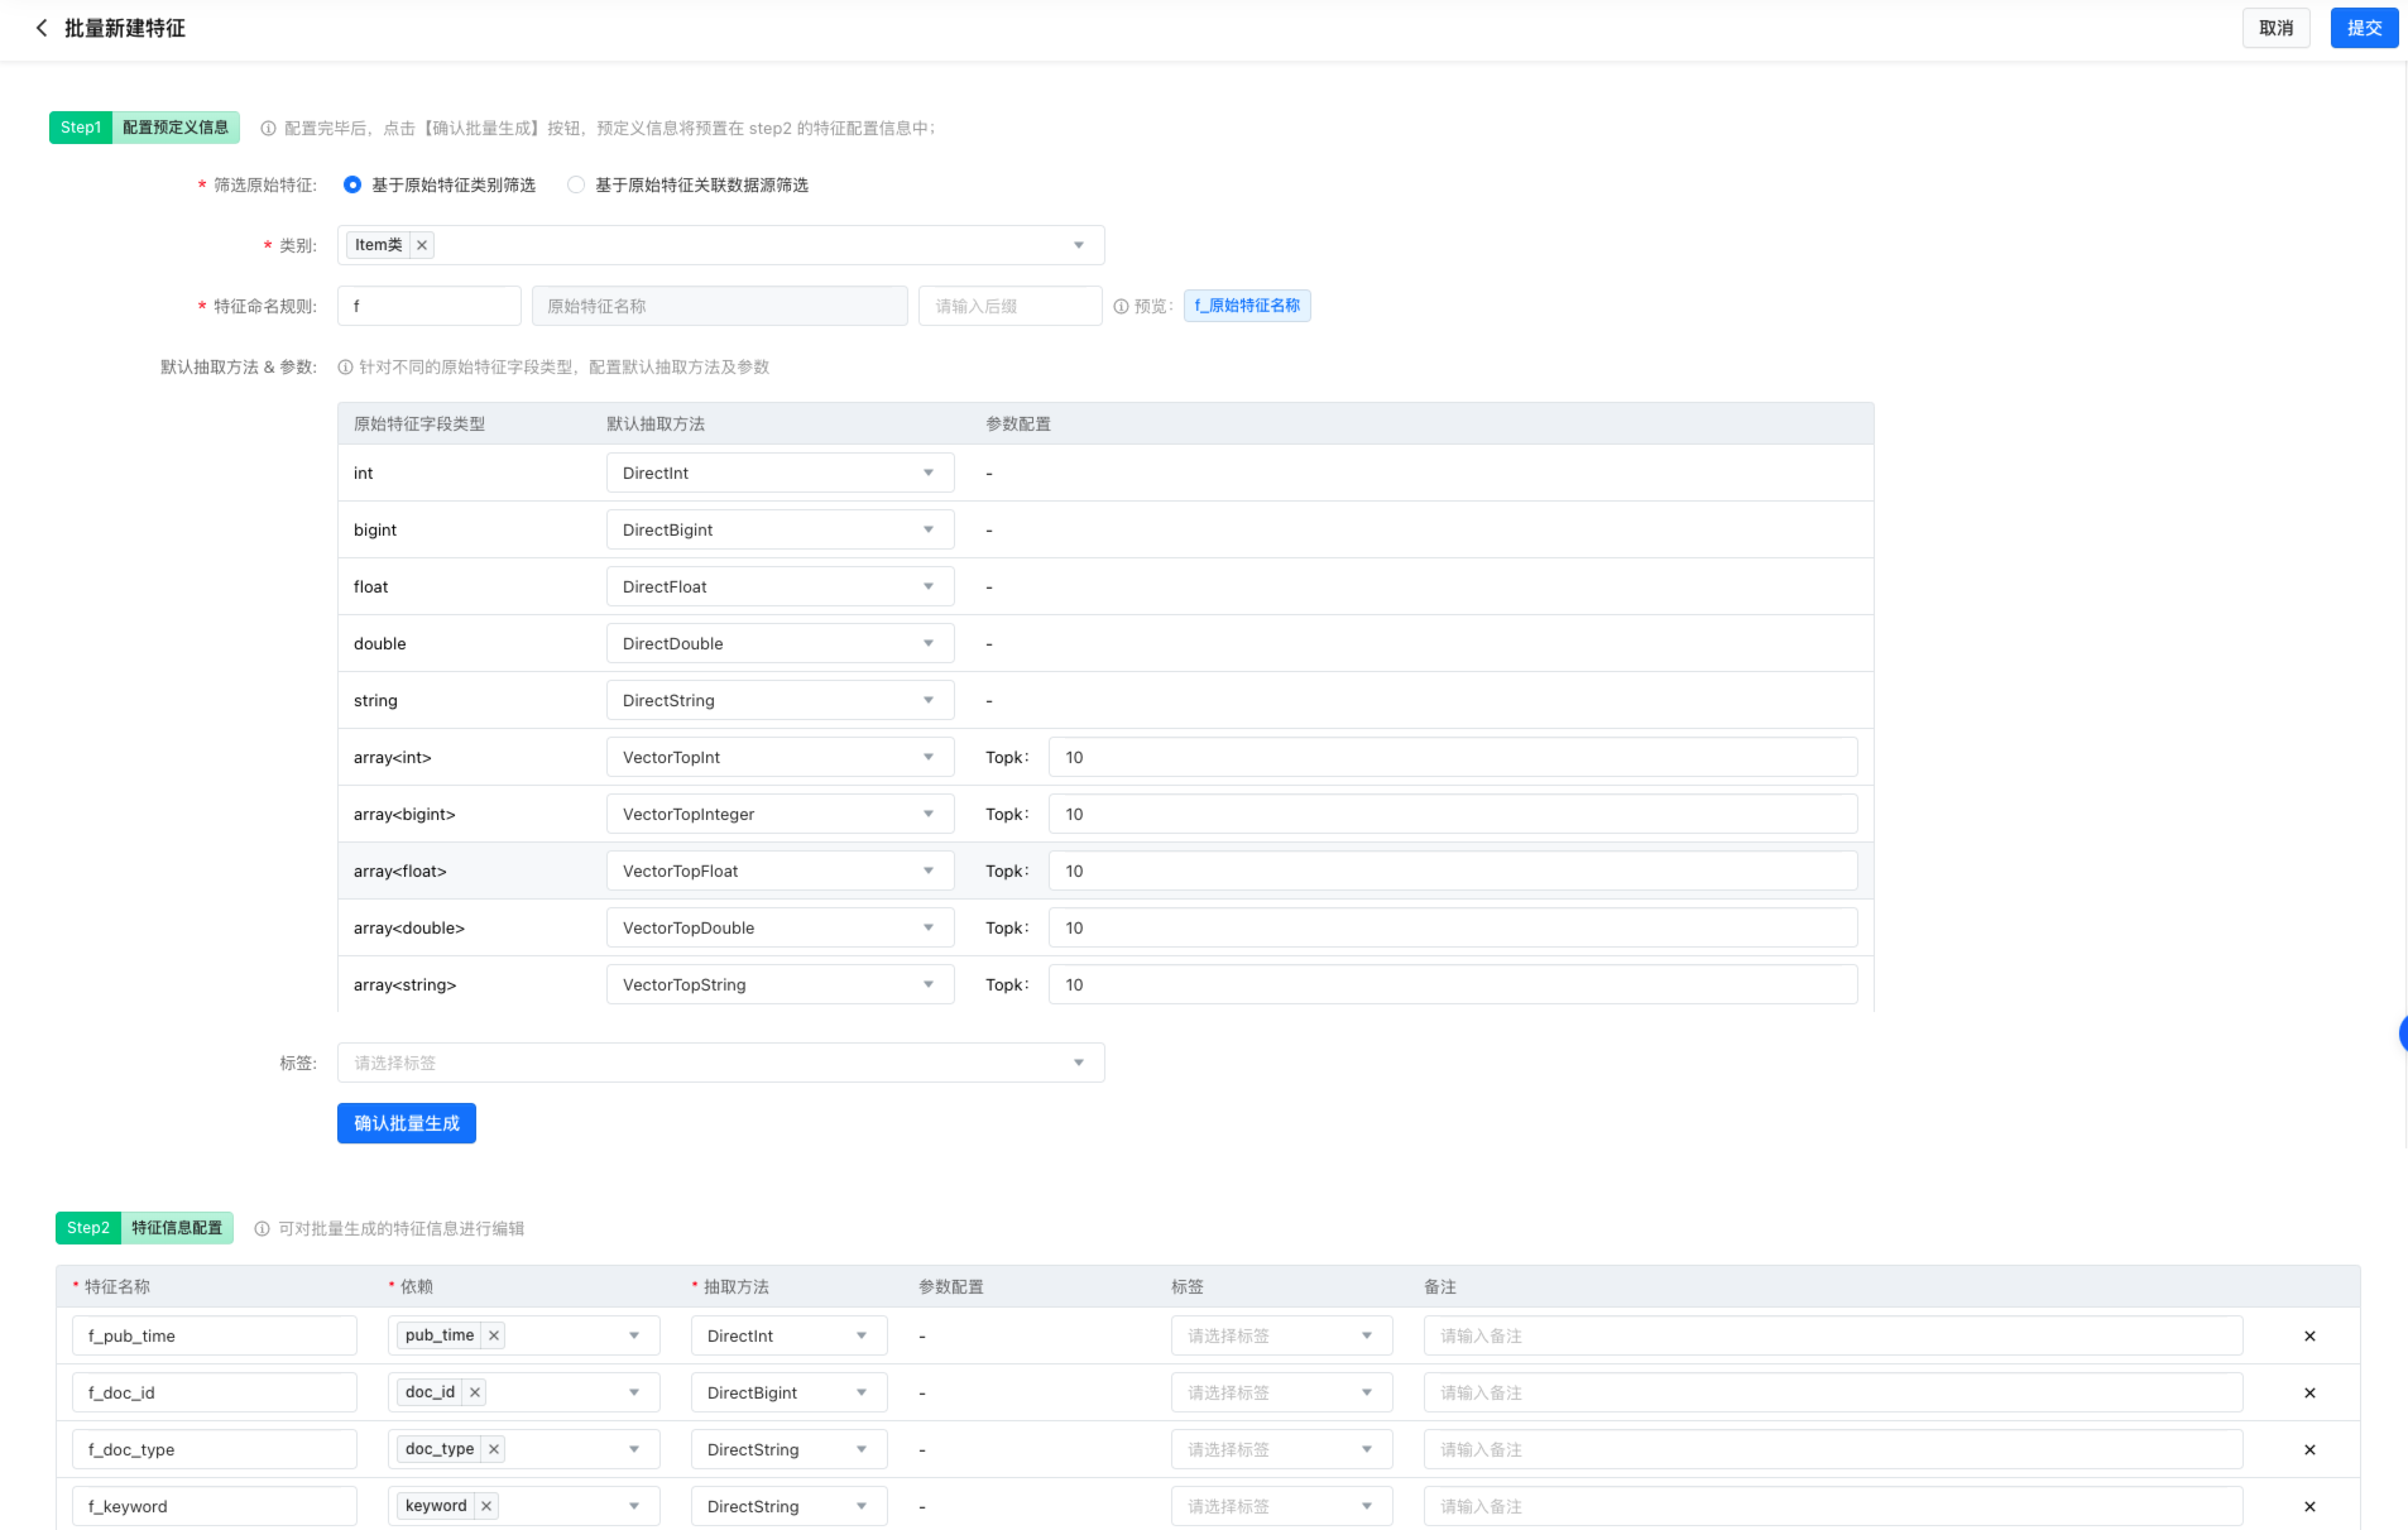 批量新建特征 取消 提交
Step1 配置预定义信息 配置完毕后，点击【确认批量生成】按钮，预定义信息将预置在 step2 的特征配置信息中；
* 筛选原始特征: 基于原始特征类别筛选 基于原始特征关联数据源筛选
* 类别: Item类 ×
* 特征命名规则: f 原始特征名称 请输入后缀 预览： f_原始特征名称
默认抽取方法 & 参数: 针对不同的原始特征字段类型，配置默认抽取方法及参数
原始特征字段类型 默认抽取方法 参数配置
int DirectInt -
bigint DirectBigint -
float DirectFloat -
double DirectDouble -
string DirectString -
array<int> VectorTopInt Topk： 10
array<bigint> VectorTopInteger Topk： 10
array<float> VectorTopFloat Topk： 10
array<double> VectorTopDouble Topk： 10
array<string> VectorTopString Topk： 10
标签: 请选择标签
确认批量生成
Step2 特征信息配置 可对批量生成的特征信息进行编辑
* 特征名称 * 依赖 * 抽取方法 参数配置 标签 备注
f_pub_time pub_time × DirectInt - 请选择标签 请输入备注 ×
f_doc_id doc_id × DirectBigint - 请选择标签 请输入备注 ×
f_doc_type doc_type × DirectString - 请选择标签 请输入备注 ×
f_keyword keyword × DirectString - 请选择标签 请输入备注 ×